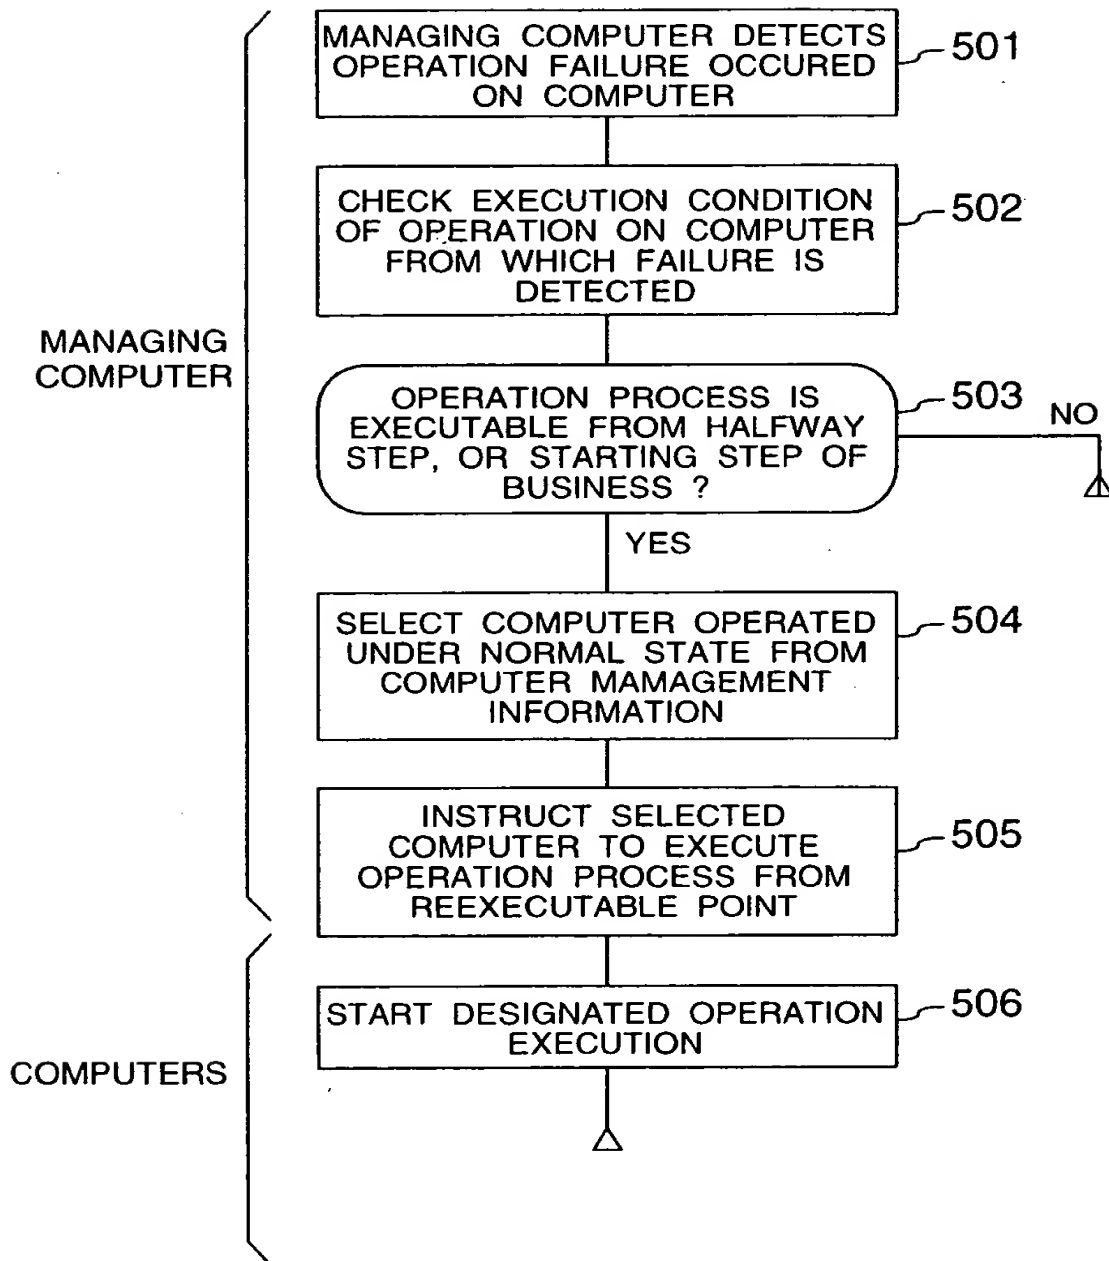 MANAGING COMPUTER DETECTS
OPERATION FAILURE OCCURED
ON COMPUTER
501
CHECK EXECUTION CONDITION
OF OPERATION ON COMPUTER
FROM WHICH FAILURE IS
DETECTED
502
MANAGING
COMPUTER
OPERATION PROCESS IS
EXECUTABLE FROM HALFWAY
STEP, OR STARTING STEP OF
BUSINESS ?
503
NO
YES
SELECT COMPUTER OPERATED
UNDER NORMAL STATE FROM
COMPUTER MAMAGEMENT
INFORMATION
504
INSTRUCT SELECTED
COMPUTER TO EXECUTE
OPERATION PROCESS FROM
REEXECUTABLE POINT
505
START DESIGNATED OPERATION
EXECUTION
506
COMPUTERS